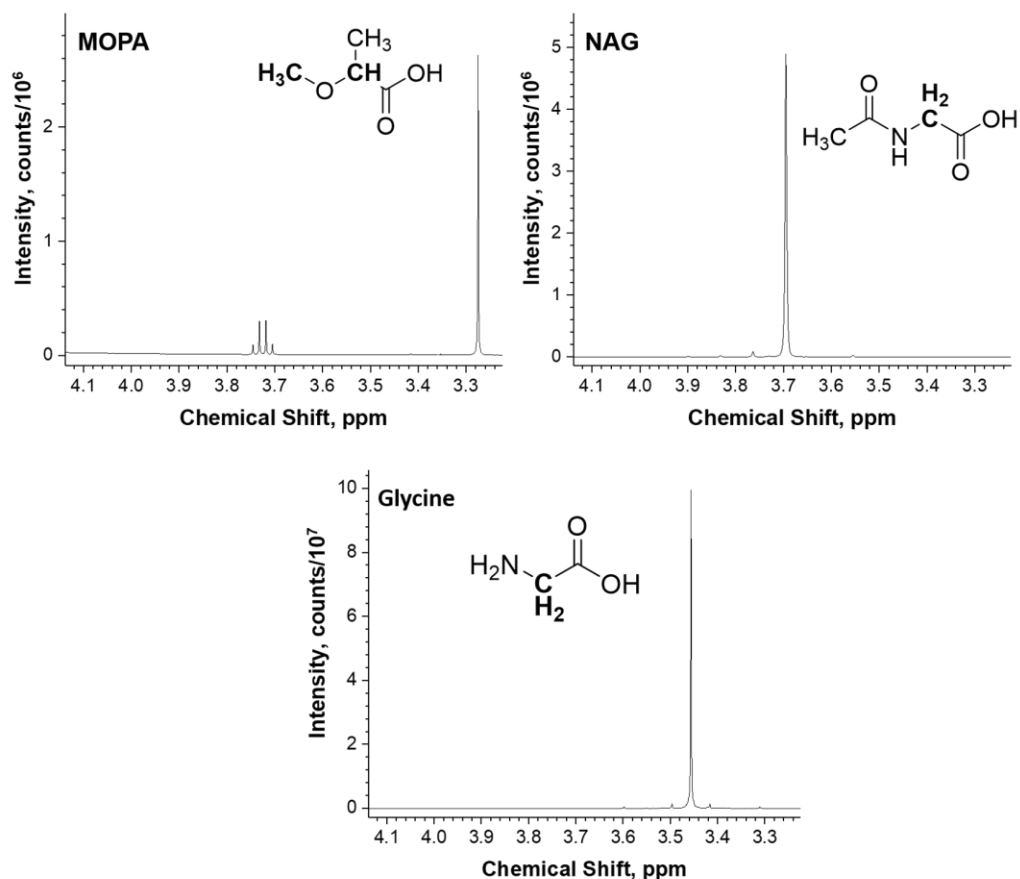 MOPA
CH3
H3C
O
CH
OH
O
Intensity, counts/10^6
2
1
0
4.1 4.0 3.9 3.8 3.7 3.6 3.5 3.4 3.3
Chemical Shift, ppm
NAG
O
H2
C
OH
H3C
N
H
O
Intensity, counts/10^6
5
4
3
2
1
0
4.1 4.0 3.9 3.8 3.7 3.6 3.5 3.4 3.3
Chemical Shift, ppm
Glycine
O
H2N
C
H2
OH
Intensity, counts/10^7
10
8
6
4
2
0
4.1 4.0 3.9 3.8 3.7 3.6 3.5 3.4 3.3
Chemical Shift, ppm